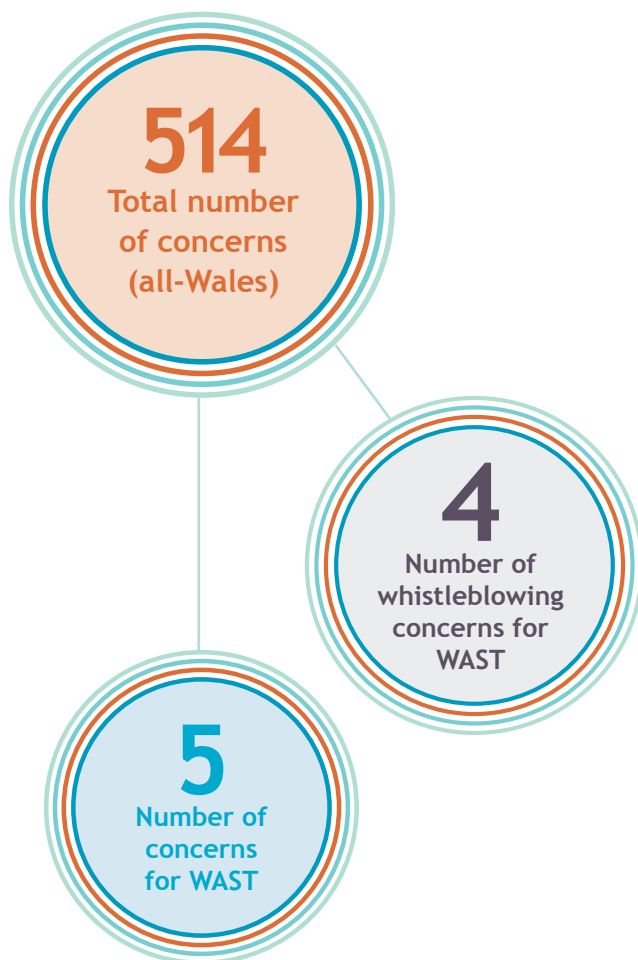 514
Total number
of concerns
(all-Wales)
4
Number of
whistleblowing
concerns for
WAST
5
Number of
concerns
for WAST